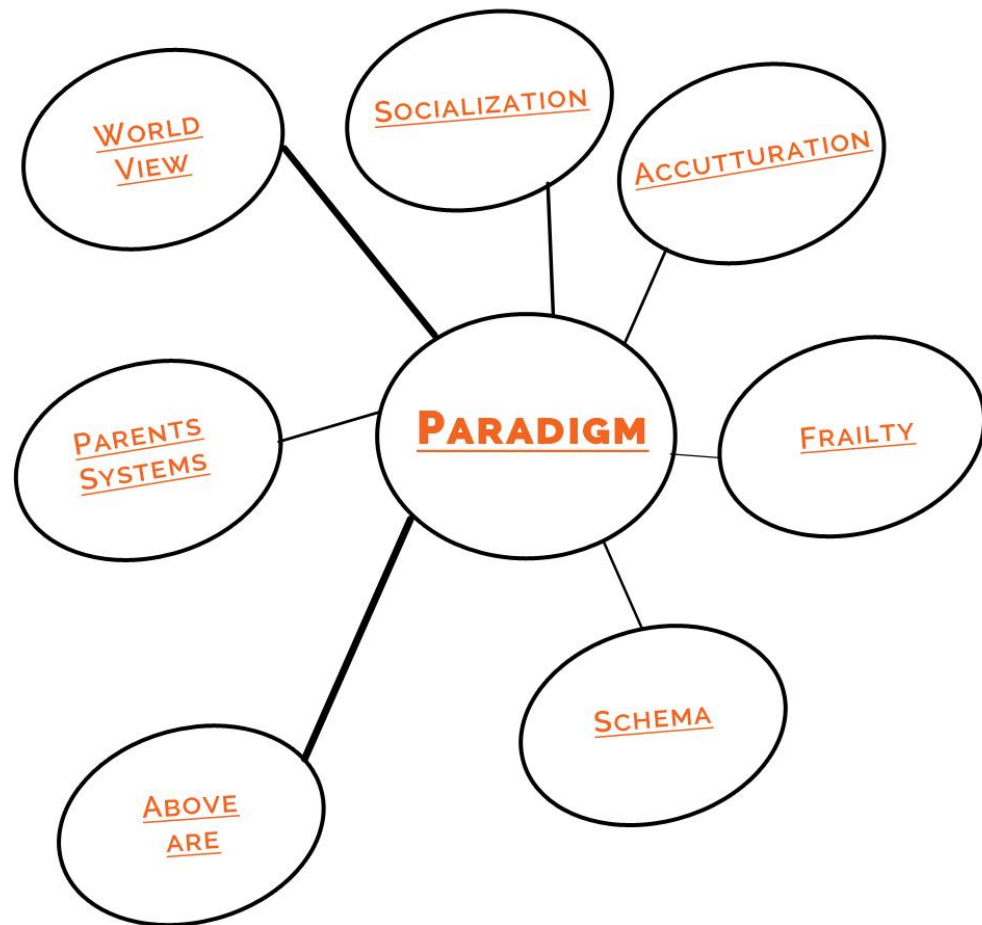 World
View
Socialization
Accutturation
Parents
Systems
Paradigm
Frailty
Schema
Above
are